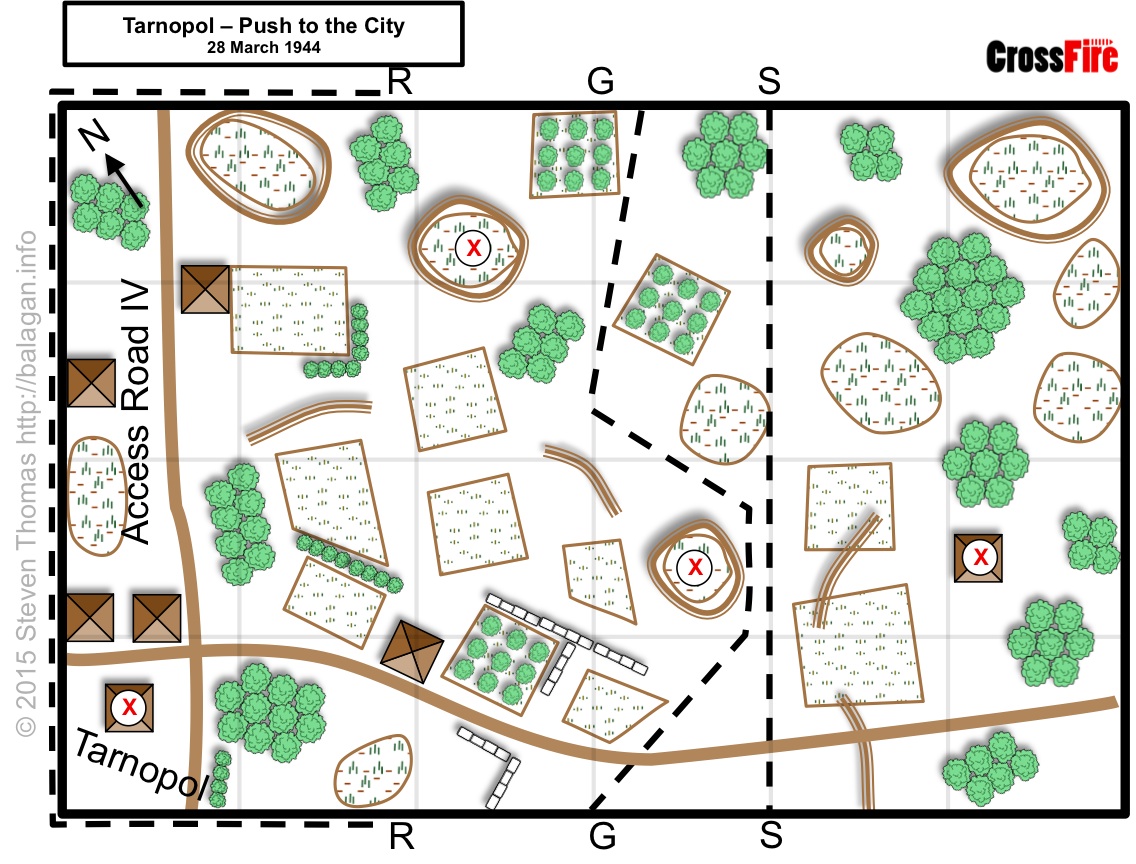 Tarnopol – Push to the City
28 March 1944
CrossFire
R G S
N
X
Access Road IV
© 2015 Steven Thomas http://balagan.info
X
X
X
Tarnopol
R G S